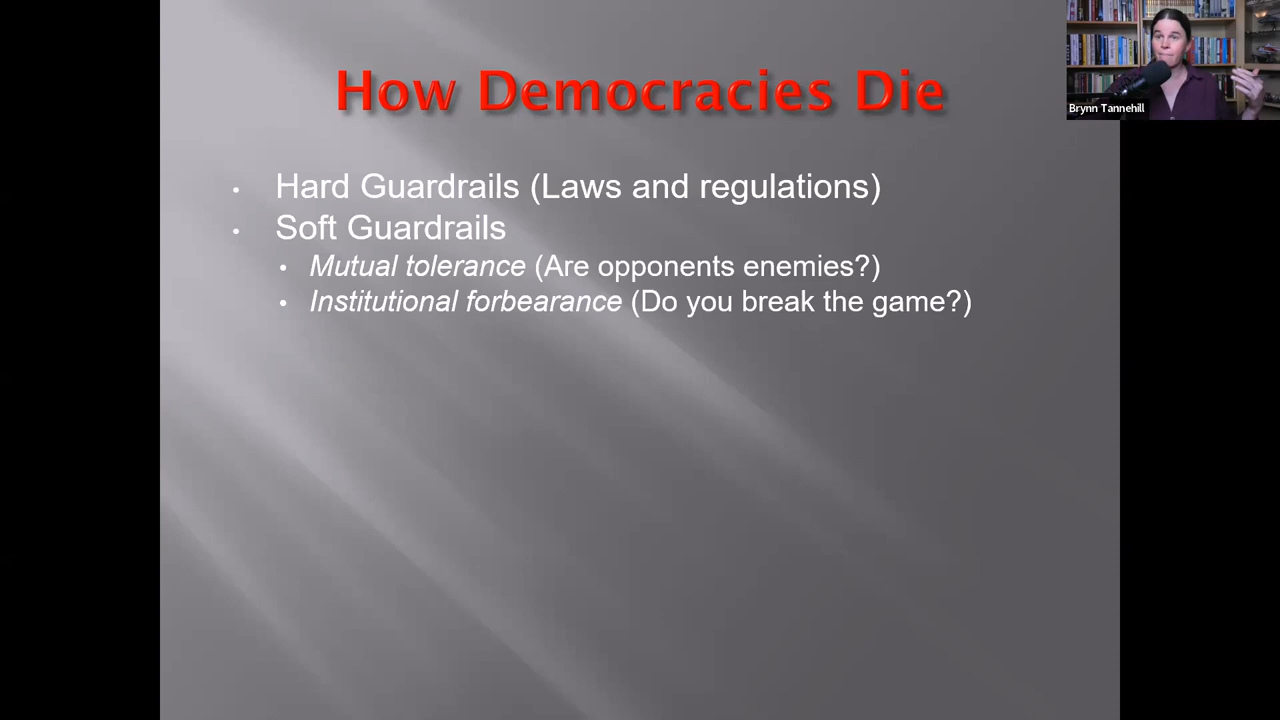 How Democracies Die
Brynn Tannehill
• Hard Guardrails (Laws and regulations)
• Soft Guardrails
• Mutual tolerance (Are opponents enemies?)
• Institutional forbearance (Do you break the game?)